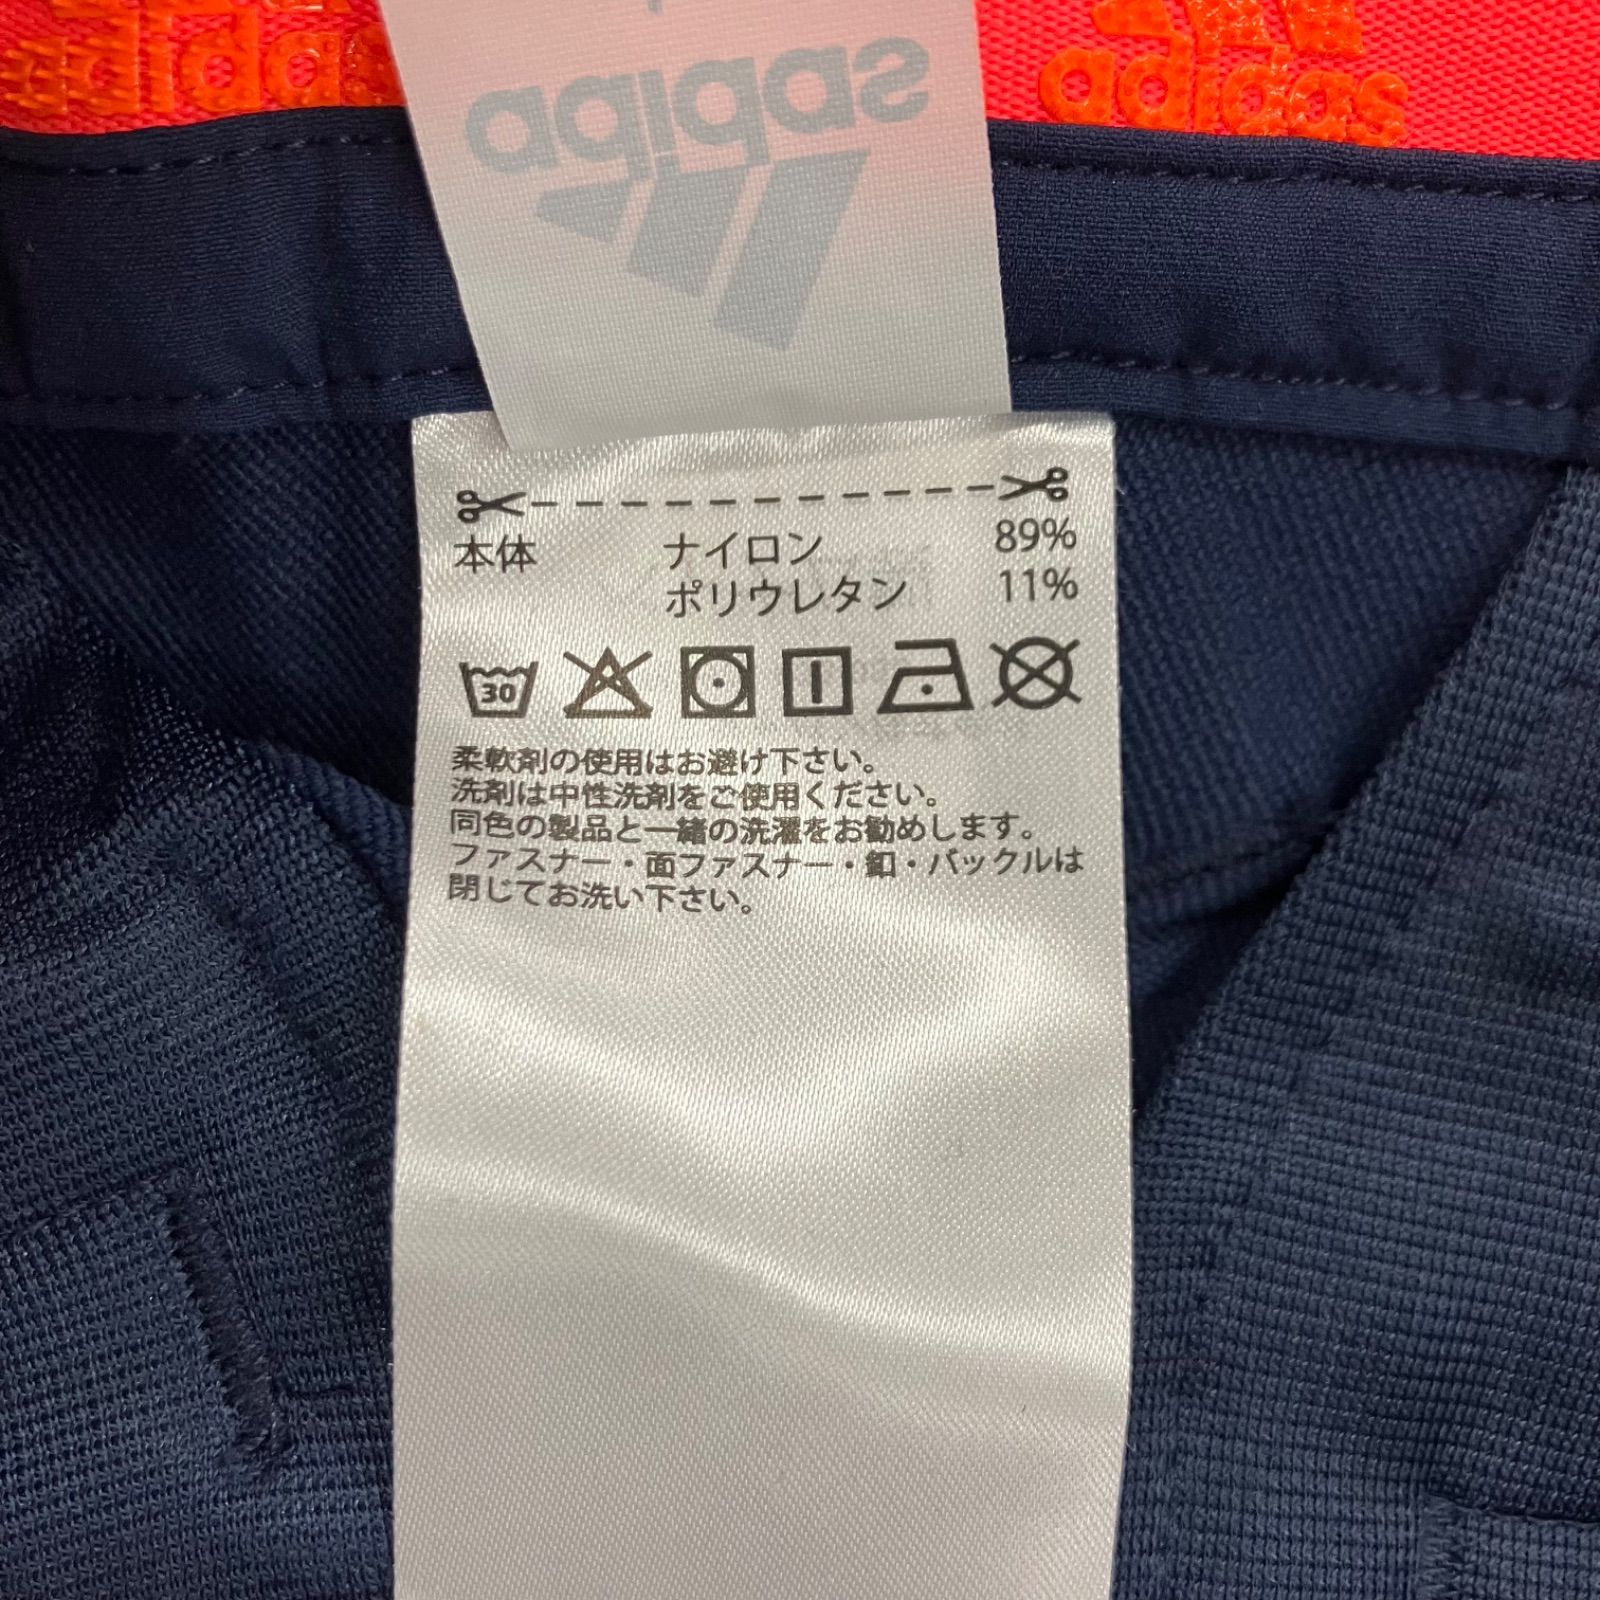 adidas
adidas
adidas
本体 ナイロン 89%
ポリウレタン 11%
30
柔軟剤の使用はお避け下さい。
洗剤は中性洗剤をご使用ください。
同色の製品と一緒の洗濯をお勧めします。
ファスナー・面ファスナー・釦・バックルは
閉じてお洗い下さい。